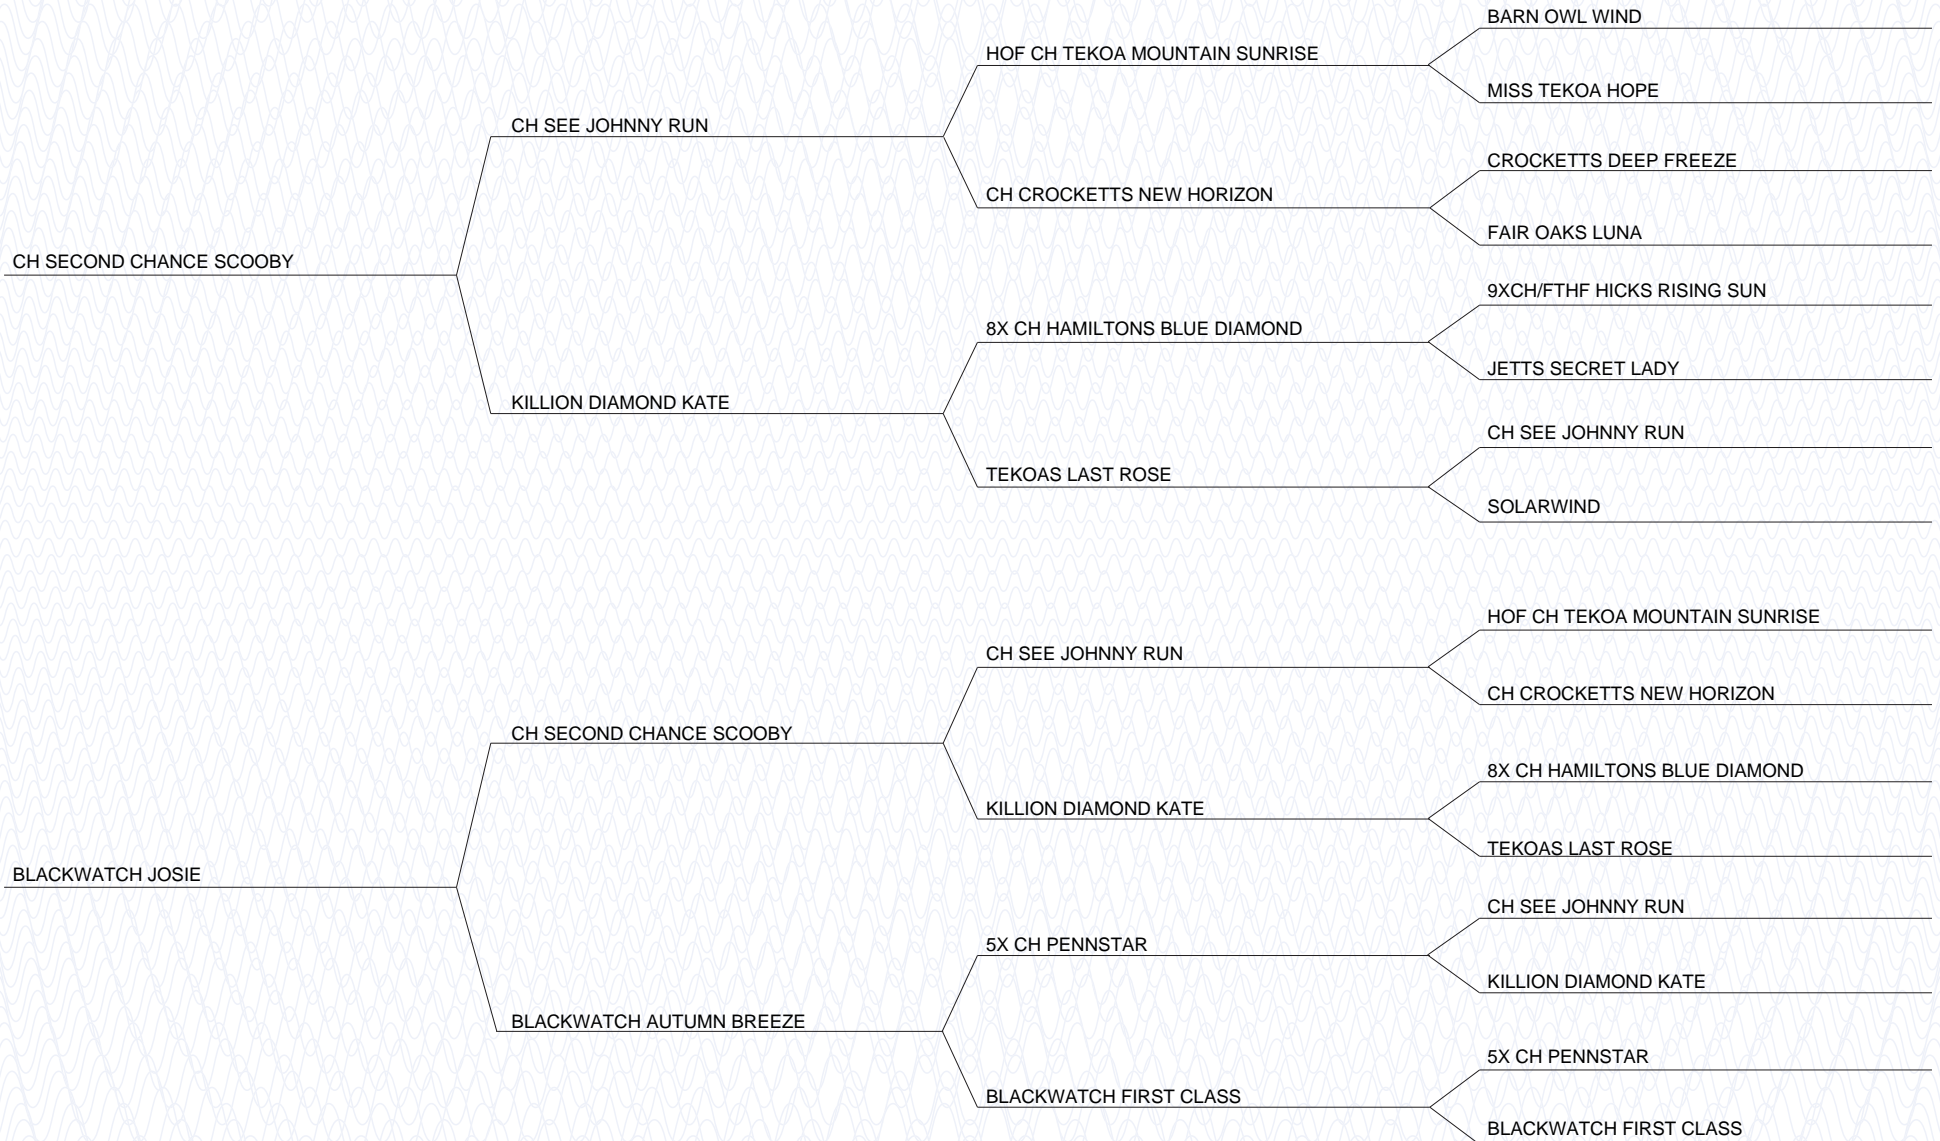 BARN OWL WIND
HOF CH TEKOA MOUNTAIN SUNRISE
MISS TEKOA HOPE
CH SEE JOHNNY RUN
CROCKETTS DEEP FREEZE
CH CROCKETTS NEW HORIZON
FAIR OAKS LUNA
CH SECOND CHANCE SCOOBY
9XCH/FTHF HICKS RISING SUN
8X CH HAMILTONS BLUE DIAMOND
JETTS SECRET LADY
KILLION DIAMOND KATE
CH SEE JOHNNY RUN
TEKOAS LAST ROSE
SOLARWIND
HOF CH TEKOA MOUNTAIN SUNRISE
CH SEE JOHNNY RUN
CH CROCKETTS NEW HORIZON
CH SECOND CHANCE SCOOBY
8X CH HAMILTONS BLUE DIAMOND
KILLION DIAMOND KATE
TEKOAS LAST ROSE
BLACKWATCH JOSIE
CH SEE JOHNNY RUN
5X CH PENNSTAR
KILLION DIAMOND KATE
BLACKWATCH AUTUMN BREEZE
5X CH PENNSTAR
BLACKWATCH FIRST CLASS
BLACKWATCH FIRST CLASS